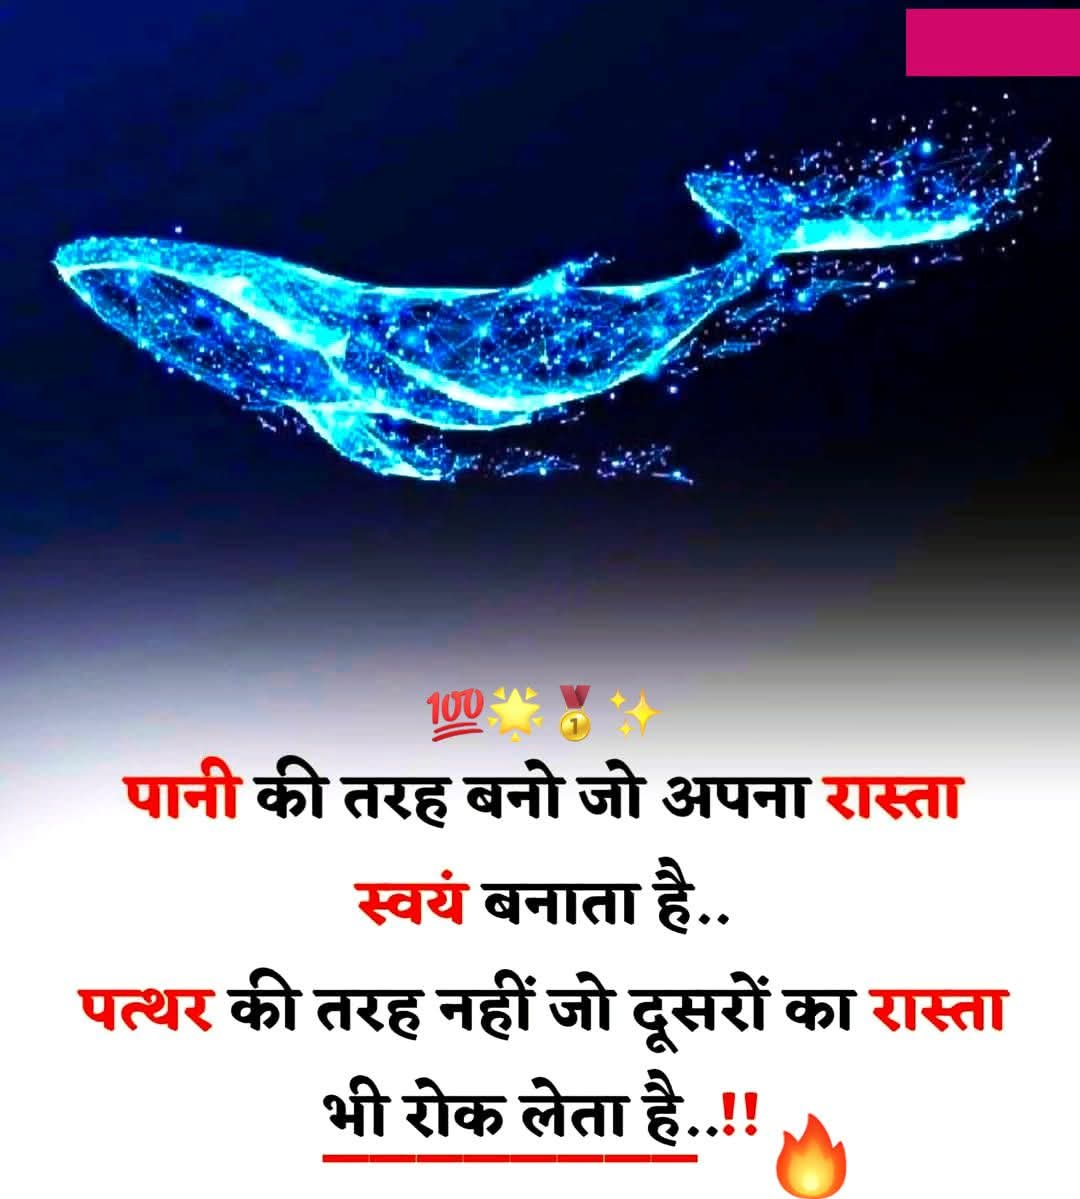 💯🌟🥇✨
पानी की तरह बनो जो अपना रास्ता
स्वयं बनाता है..
पत्थर की तरह नहीं जो दूसरों का रास्ता
भी रोक लेता है..‼️🔥